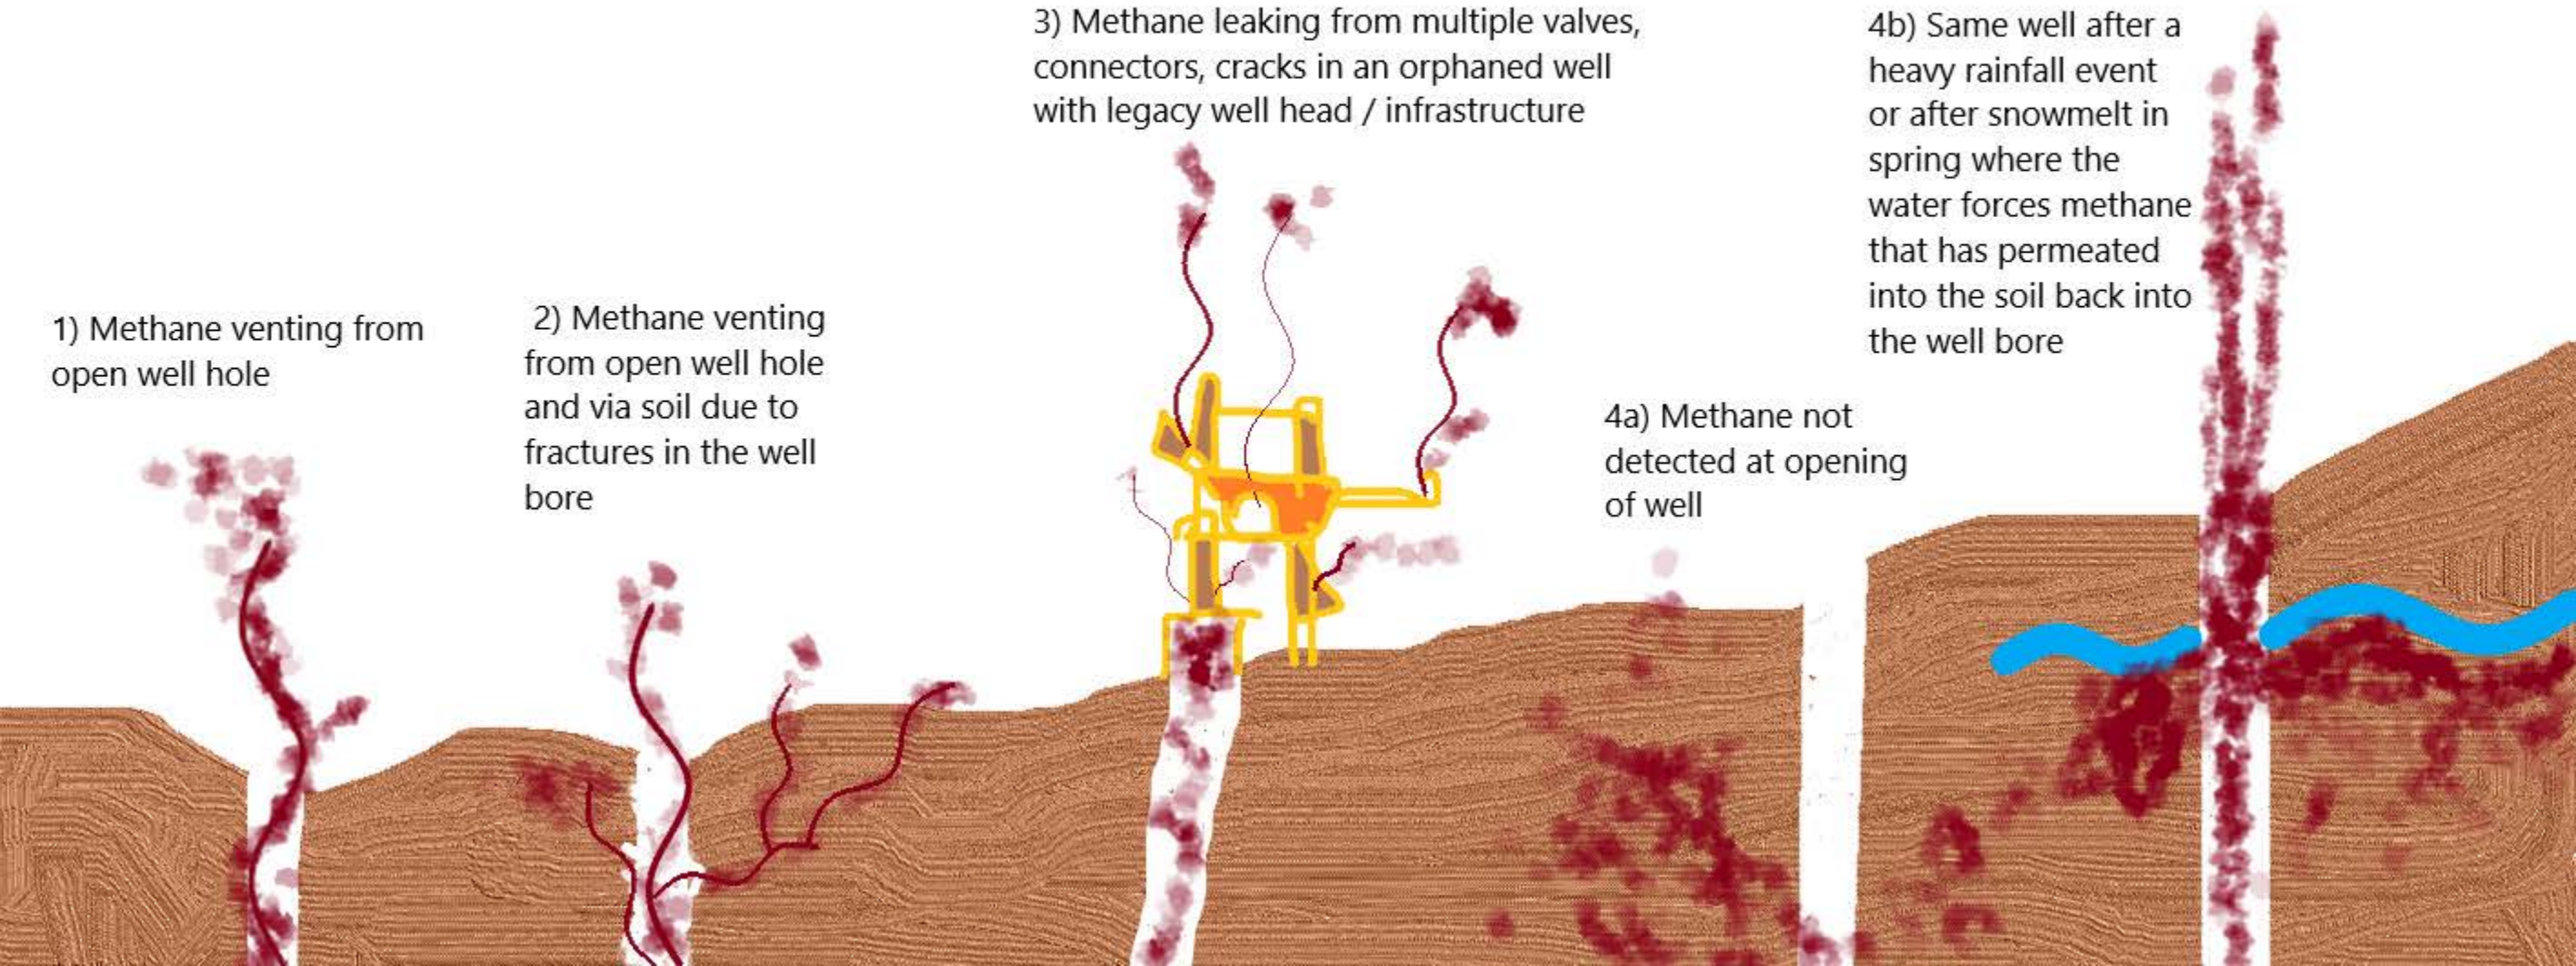 1) Methane venting from
open well hole
2) Methane venting
from open well hole
and via soil due to
fractures in the well
bore
3) Methane leaking from multiple valves,
connectors, cracks in an orphaned well
with legacy well head / infrastructure
4a) Methane not
detected at opening
of well
4b) Same well after a
heavy rainfall event
or after snowmelt in
spring where the
water forces methane
that has permeated
into the soil back into
the well bore